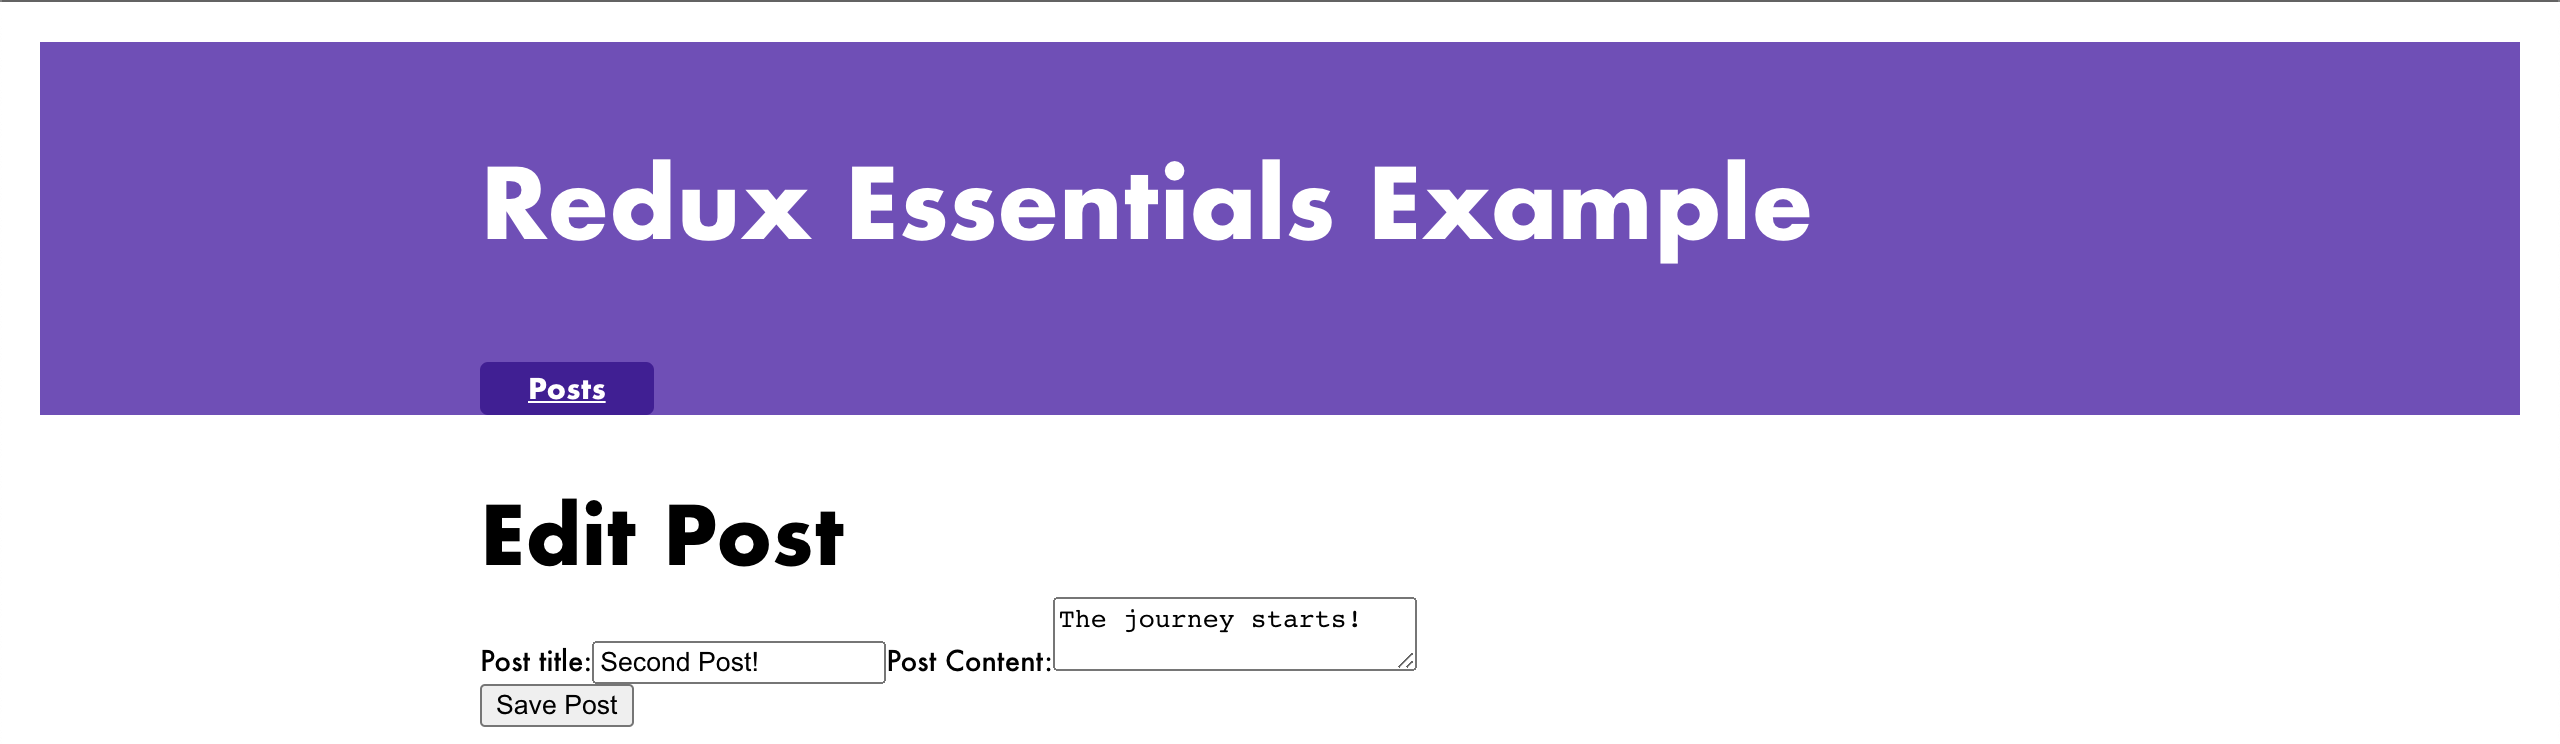 Redux Essentials Example
Posts
Edit Post
Post title: Second Post! Post Content: The journey starts!
Save Post